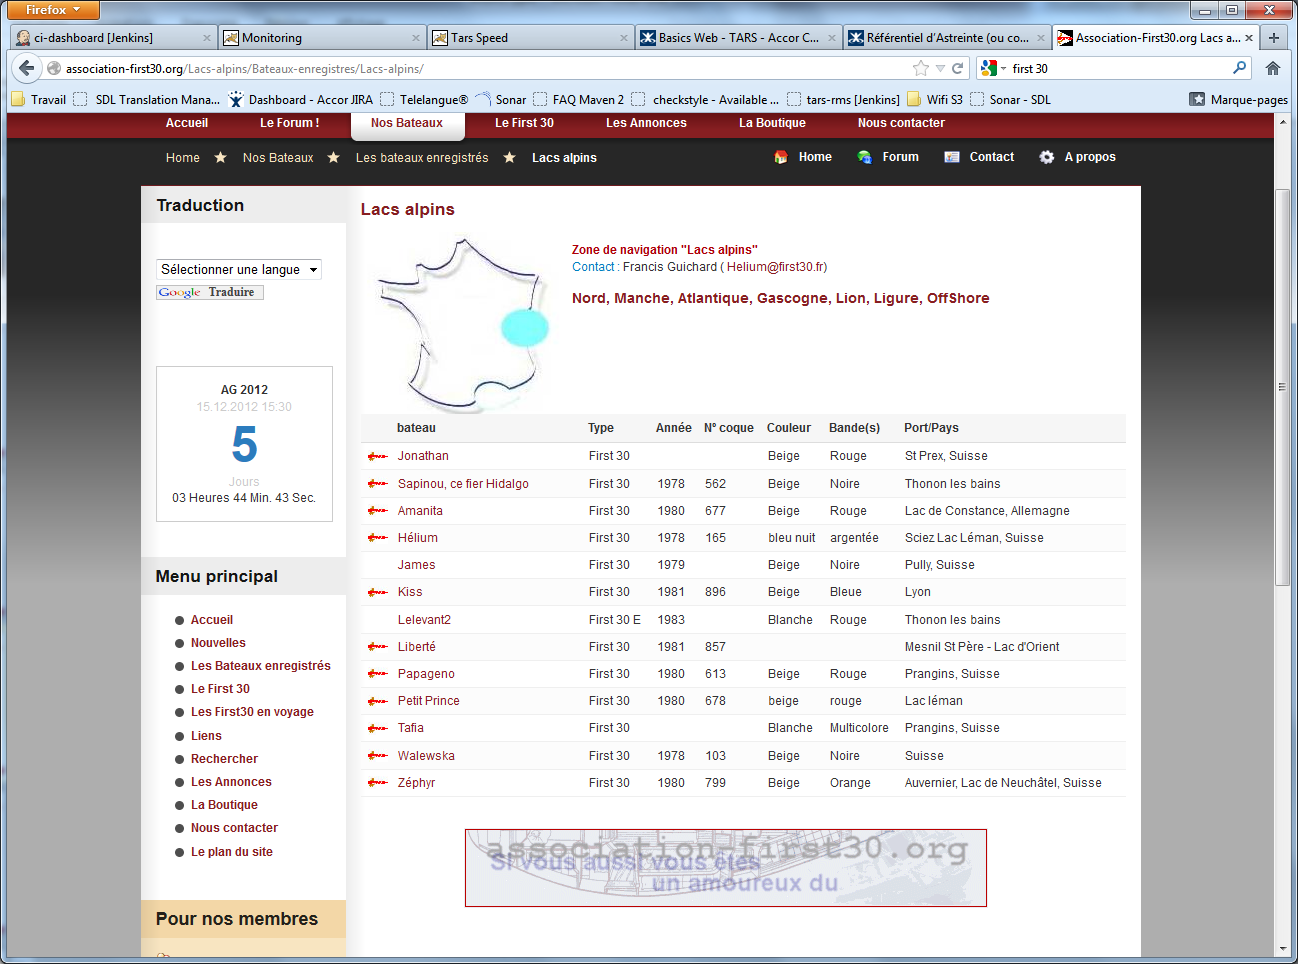 Firefox
ci-dashboard [Jenkins]
Monitoring
Tars Speed
Basics Web - TARS - Accor C...
Référentiel d'Astreinte (ou co...
Association-First30.org Lacs a...
association-first30.org/Lacs-alpins/Bateaux-enregistres/Lacs-alpins/
first 30
Travail
SDL Translation Mana...
Dashboard - Accor JIRA
Telelangue®
Sonar
FAQ Maven 2
checkstyle - Available ...
tars-rms [Jenkins]
Wifi S3
Sonar - SDL
Marque-pages
Accueil
Le Forum !
Nos Bateaux
Le First 30
Les Annonces
La Boutique
Nous contacter
Home ★ Nos Bateaux ★ Les bateaux enregistrés ★ Lacs alpins
Home
Forum
Contact
A propos
Traduction
Sélectionner une langue
Google Traduire
AG 2012
15.12.2012 15:30
5
Jours
03 Heures 44 Min. 43 Sec.
Menu principal
Accueil
Nouvelles
Les Bateaux enregistrés
Le First 30
Les First30 en voyage
Liens
Rechercher
Les Annonces
La Boutique
Nous contacter
Le plan du site
Pour nos membres
Lacs alpins
Zone de navigation "Lacs alpins"
Contact : Francis Guichard ( Helium@first30.fr)
Nord, Manche, Atlantique, Gascogne, Lion, Ligure, OffShore
bateau Type Année N° coque Couleur Bande(s) Port/Pays
Jonathan First 30 Beige Rouge St Prex, Suisse
Sapinou, ce fier Hidalgo First 30 1978 562 Beige Noire Thonon les bains
Amanita First 30 1980 677 Beige Rouge Lac de Constance, Allemagne
Hélium First 30 1978 165 bleu nuit argentée Sciez Lac Léman, Suisse
James First 30 1979 Beige Noire Pully, Suisse
Kiss First 30 1981 896 Beige Bleue Lyon
Lelevant2 First 30 E 1983 Blanche Rouge Thonon les bains
Liberté First 30 1981 857 Mesnil St Père - Lac d'Orient
Papageno First 30 1980 613 Beige Rouge Prangins, Suisse
Petit Prince First 30 1980 678 beige rouge Lac léman
Tafia First 30 Blanche Multicolore Prangins, Suisse
Walewska First 30 1978 103 Beige Noire Suisse
Zéphyr First 30 1980 799 Beige Orange Auvernier, Lac de Neuchâtel, Suisse
association-first30.org
Si vous aussi vous êtes
un amoureux du